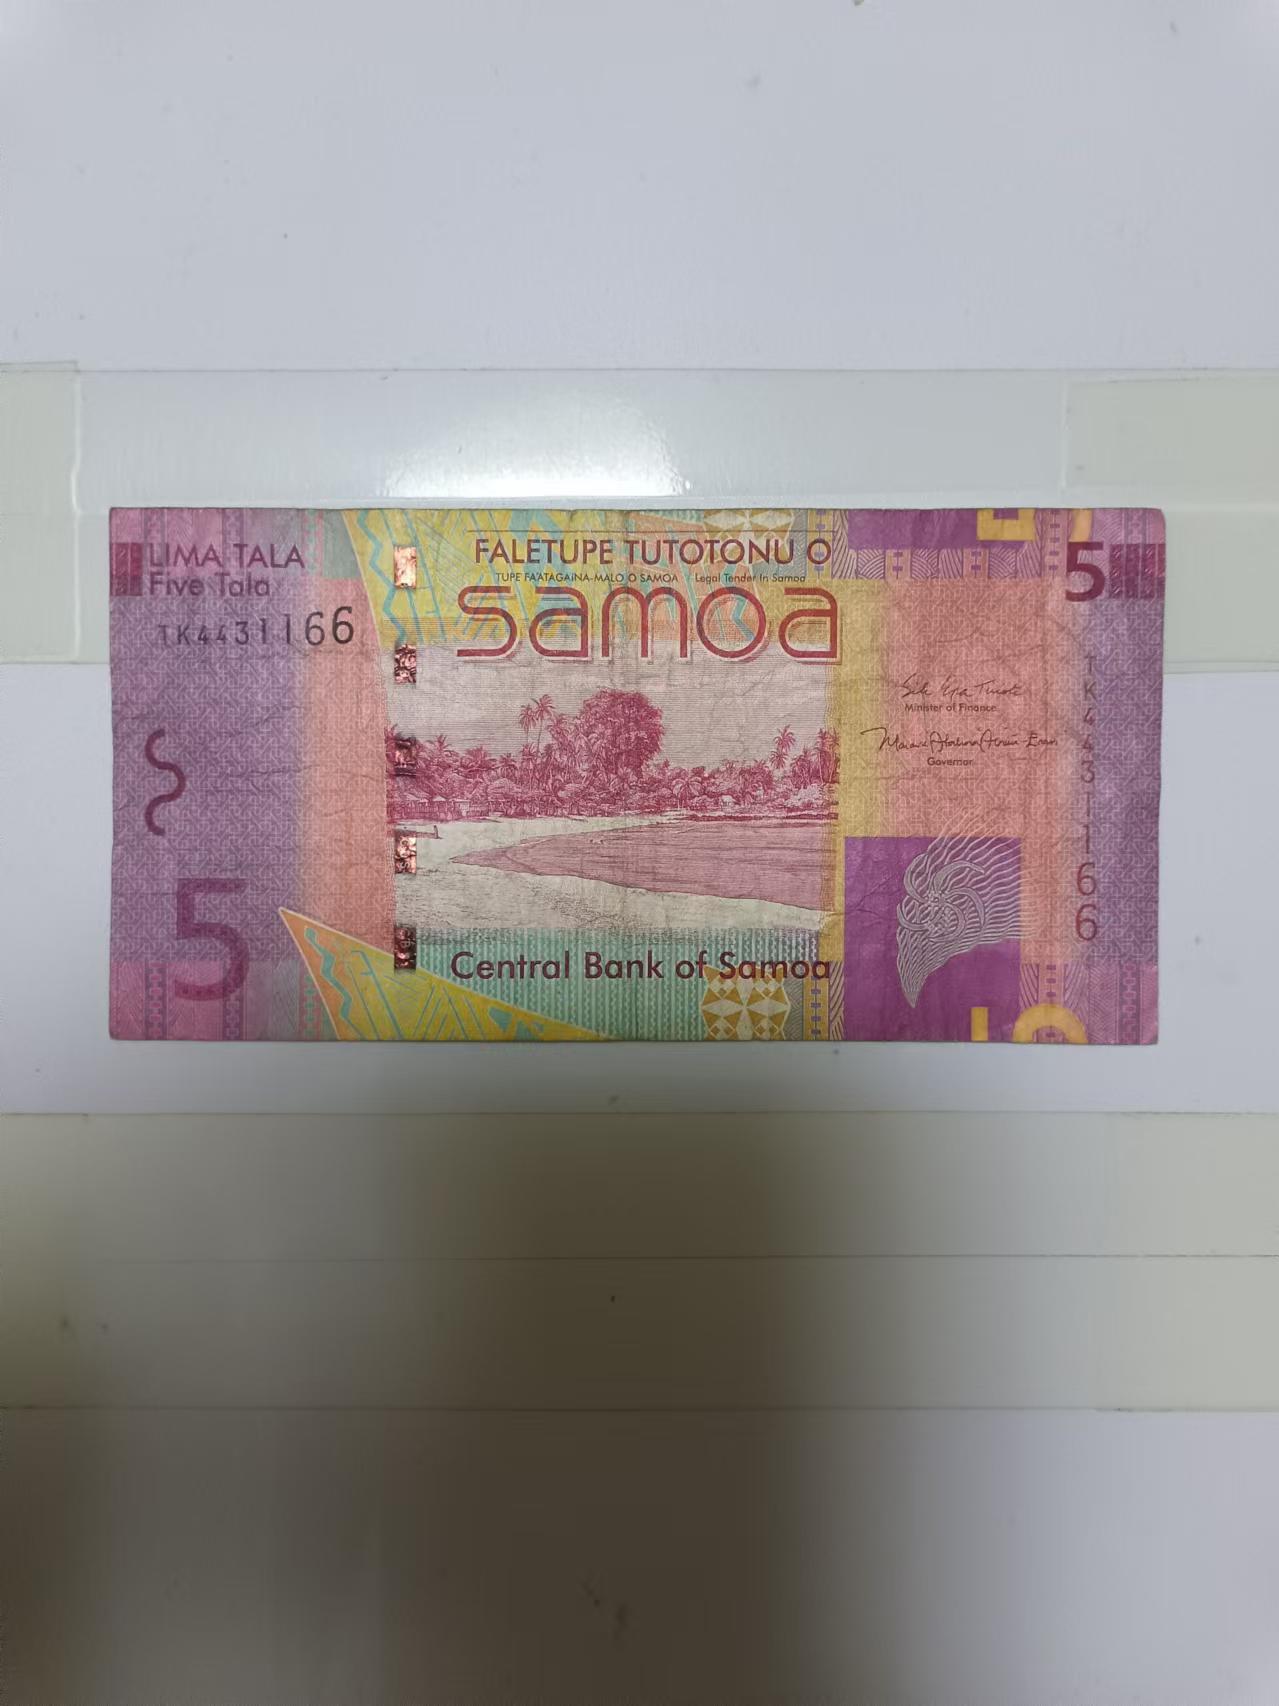 LIMA TALA
Five Tala
TK4431166
5
FALETUPE TUTOTONU O
TUPE FA'ATAGAINA-MALO O SAMOA Legal Tender In Samoa
samoa
Central Bank of Samoa
5
Minister of Finance
Governor
TK4431166